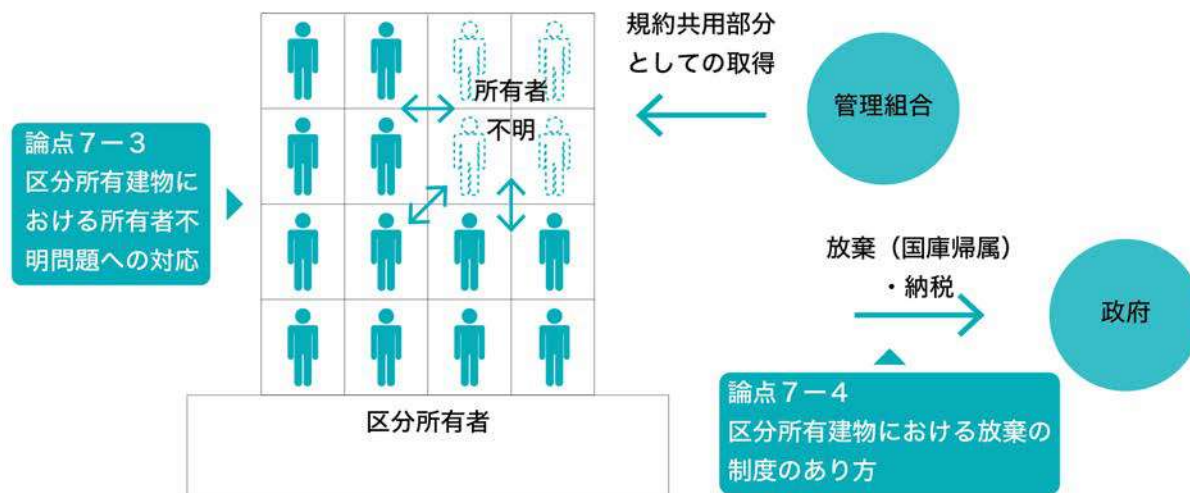 規約共用部分
としての取得
管理組合
所有者
不明
論点７－３
区分所有建物に
おける所有者不
明問題への対応
放棄（国庫帰属）
・納税
政府
論点７－４
区分所有建物における放棄の
制度のあり方
区分所有者